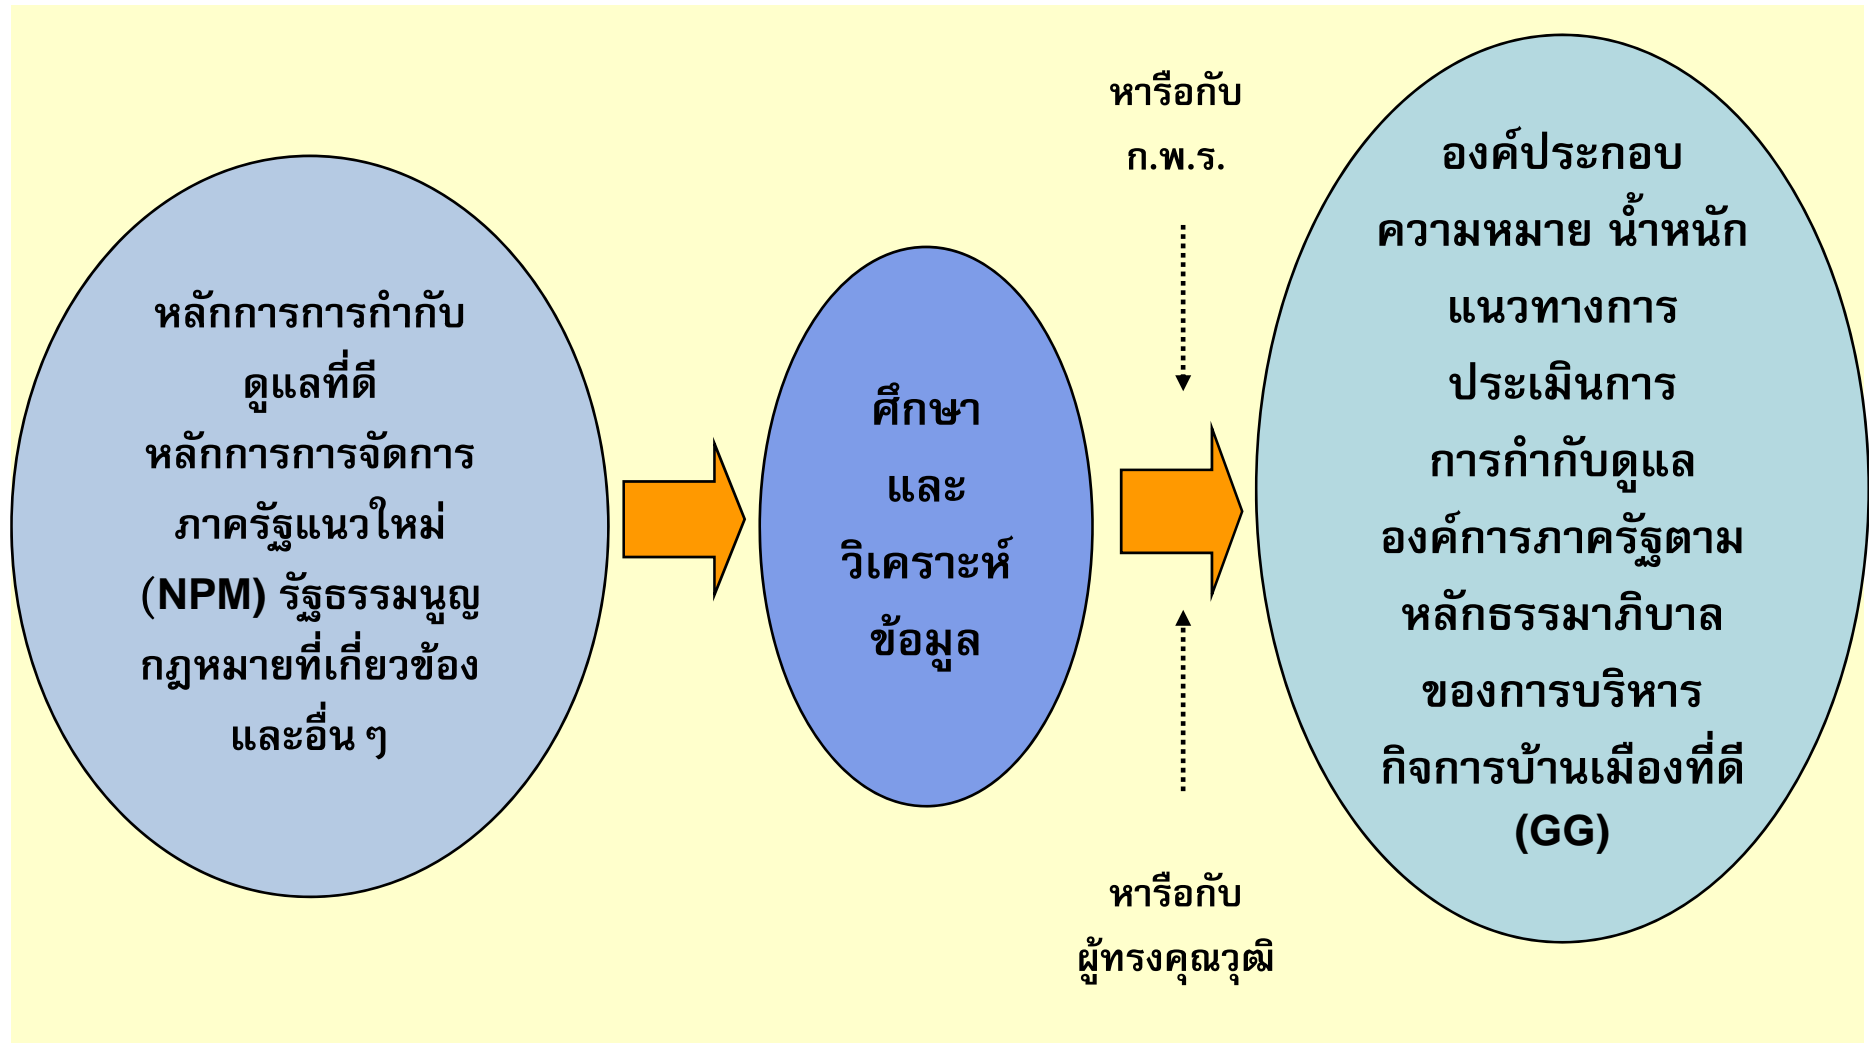 หลักการการกำกับ
ดูแลที่ดี
หลักการการจัดการ
ภาครัฐแนวใหม่
(NPM) รัฐธรรมนูญ
กฎหมายที่เกี่ยวข้อง
และอื่น ๆ
ศึกษา
และ
วิเคราะห์
ข้อมูล
หารือกับ
ก.พ.ร.
หารือกับ
ผู้ทรงคุณวุฒิ
องค์ประกอบ
ความหมาย น้ำหนัก
แนวทางการ
ประเมินการ
การกำกับดูแล
องค์การภาครัฐตาม
หลักธรรมาภิบาล
ของการบริหาร
กิจการบ้านเมืองที่ดี
(GG)